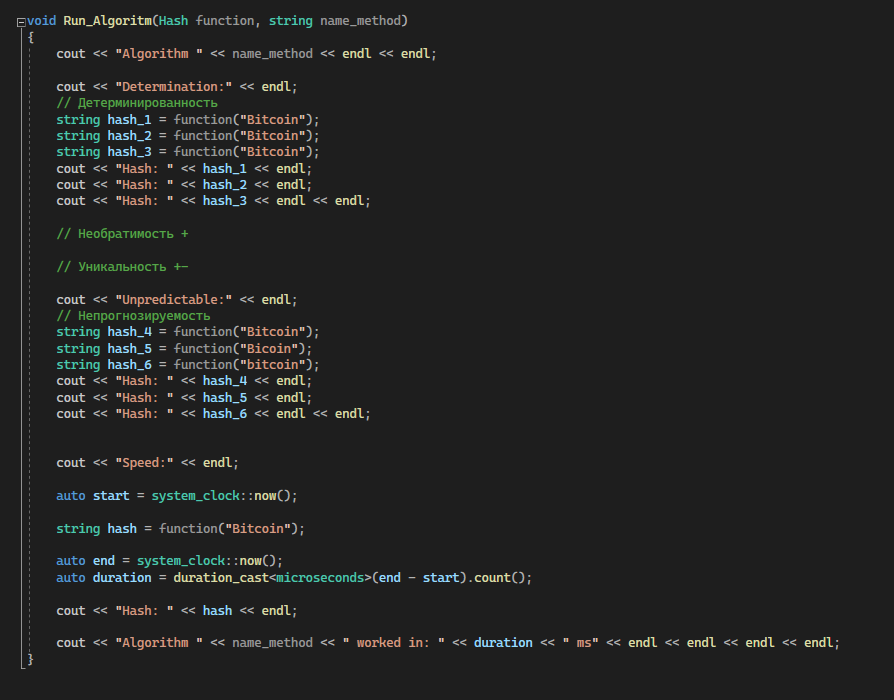 void Run_Algoritm(Hash function, string name_method)
{
cout << "Algorithm " << name_method << endl << endl;
cout << "Determination:" << endl;
// Детерминированность
string hash_1 = function("Bitcoin");
string hash_2 = function("Bitcoin");
string hash_3 = function("Bitcoin");
cout << "Hash: " << hash_1 << endl;
cout << "Hash: " << hash_2 << endl;
cout << "Hash: " << hash_3 << endl << endl;
// Необратимость +
// Уникальность +-
cout << "Unpredictable:" << endl;
// Непрогнозируемость
string hash_4 = function("Bitcoin");
string hash_5 = function("Bicoin");
string hash_6 = function("bitcoin");
cout << "Hash: " << hash_4 << endl;
cout << "Hash: " << hash_5 << endl;
cout << "Hash: " << hash_6 << endl << endl;
cout << "Speed:" << endl;
auto start = system_clock::now();
string hash = function("Bitcoin");
auto end = system_clock::now();
auto duration = duration_cast<microseconds>(end - start).count();
cout << "Hash: " << hash << endl;
cout << "Algorithm " << name_method << " worked in: " << duration << " ms" << endl << endl << endl << endl;
}